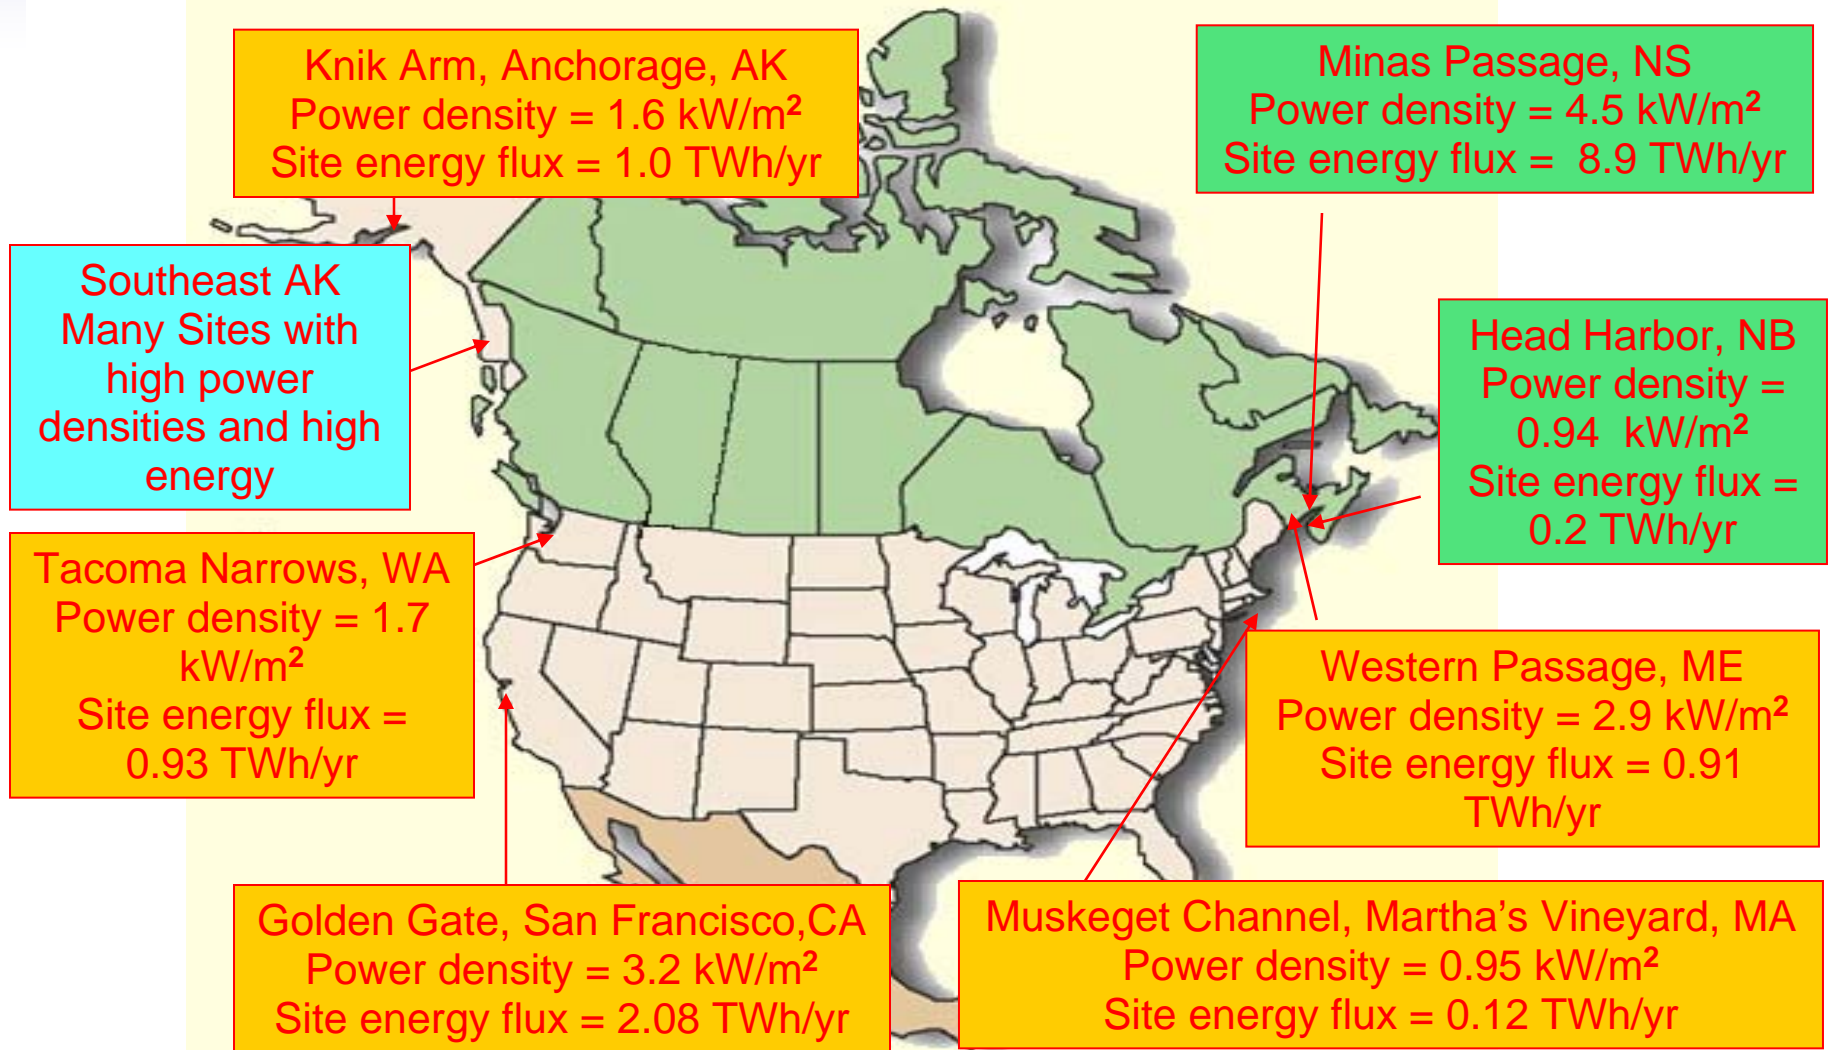 Knik Arm, Anchorage, AK
Power density = 1.6 kW/m²
Site energy flux = 1.0 TWh/yr
Minas Passage, NS
Power density = 4.5 kW/m²
Site energy flux =  8.9 TWh/yr
Southeast AK
Many Sites with
high power
densities and high
energy
Head Harbor, NB
Power density =
0.94  kW/m²
Site energy flux =
0.2 TWh/yr
Tacoma Narrows, WA
Power density = 1.7
kW/m²
Site energy flux =
0.93 TWh/yr
Western Passage, ME
Power density = 2.9 kW/m²
Site energy flux = 0.91
TWh/yr
Golden Gate, San Francisco,CA
Power density = 3.2 kW/m²
Site energy flux = 2.08 TWh/yr
Muskeget Channel, Martha’s Vineyard, MA
Power density = 0.95 kW/m²
Site energy flux = 0.12 TWh/yr